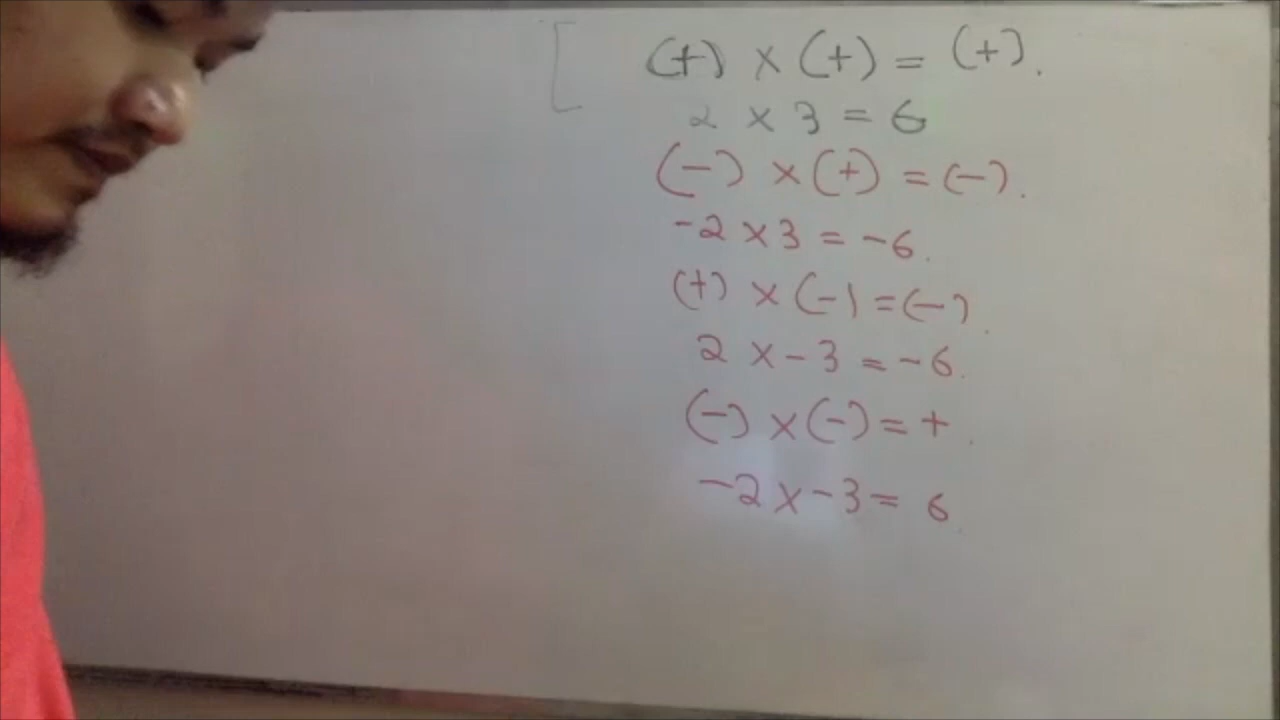 (+) × (+) = (+).
2 × 3 = 6
(-) × (+) = (-).
-2 × 3 = -6.
(+) × (-) = (-).
2 × -3 = -6.
(-) × (-) = +.
-2 × -3 = 6.